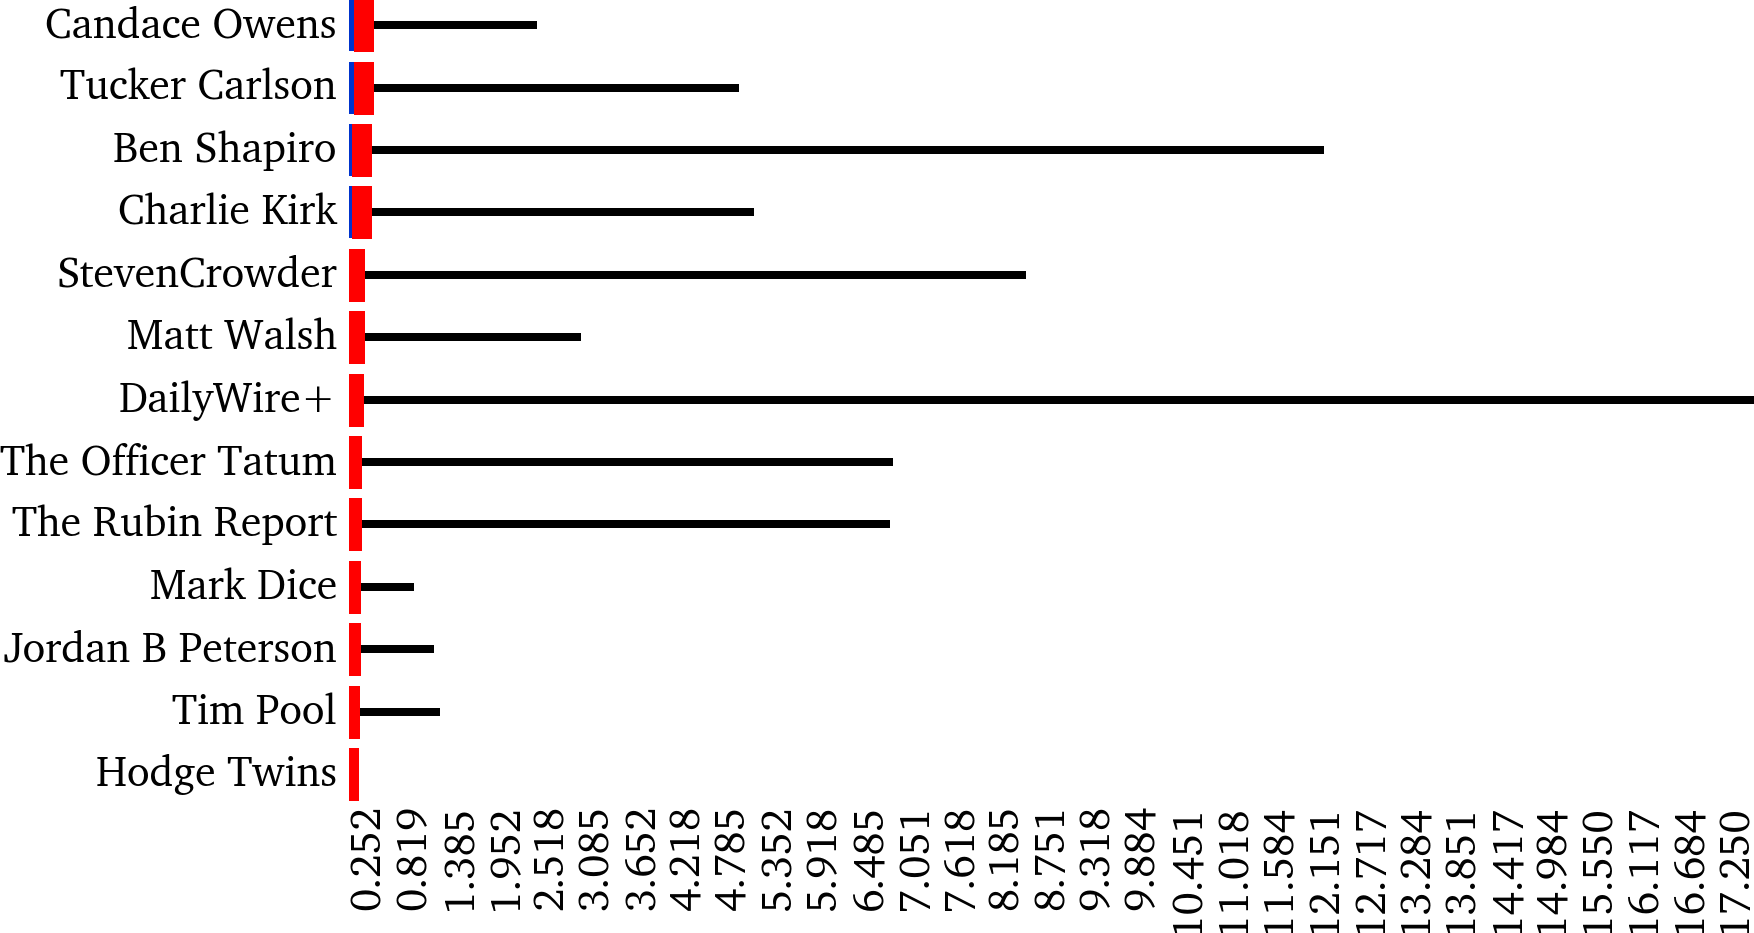 Candace Owens
Tucker Carlson
Ben Shapiro
Charlie Kirk
StevenCrowder
Matt Walsh
DailyWire+
The Officer Tatum
The Rubin Report
Mark Dice
Jordan B Peterson
Tim Pool
Hodge Twins
0.252
0.819
1.385
1.952
2.518
3.085
3.652
4.218
4.785
5.352
5.918
6.485
7.051
7.618
8.185
8.751
9.318
9.884
10.451
11.018
11.584
12.151
12.717
13.284
13.851
14.417
14.984
15.550
16.117
16.684
17.250